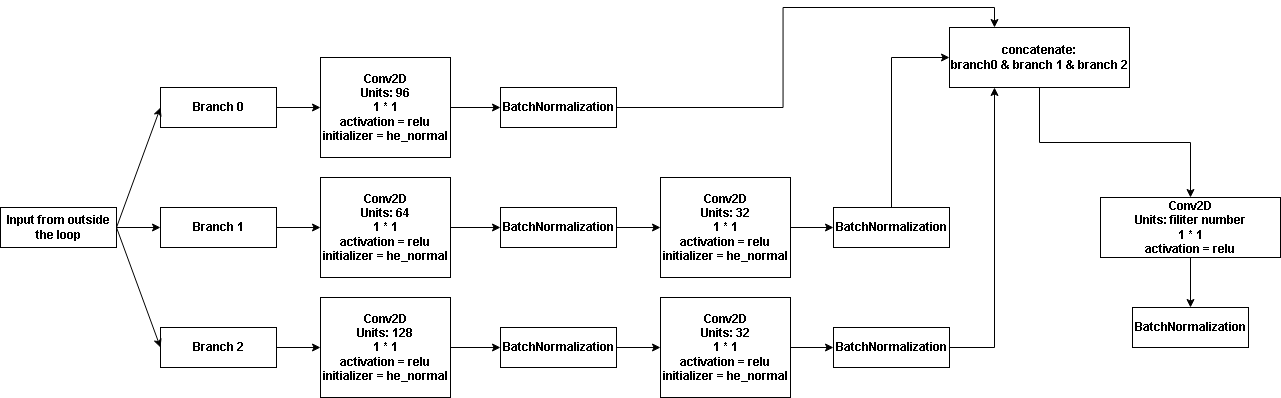 concatenate:
branch0 & branch 1 & branch 2
Branch 0
Conv2D
Units: 96
1 * 1
activation = relu
initializer = he_normal
BatchNormalization
Input from outside
the loop
Branch 1
Conv2D
Units: 64
1 * 1
activation = relu
initializer = he_normal
BatchNormalization
Conv2D
Units: 32
1 * 1
activation = relu
initializer = he_normal
BatchNormalization
Conv2D
Units: filiter number
1 * 1
activation = relu
BatchNormalization
Branch 2
Conv2D
Units: 128
1 * 1
activation = relu
initializer = he_normal
BatchNormalization
Conv2D
Units: 32
1 * 1
activation = relu
initializer = he_normal
BatchNormalization